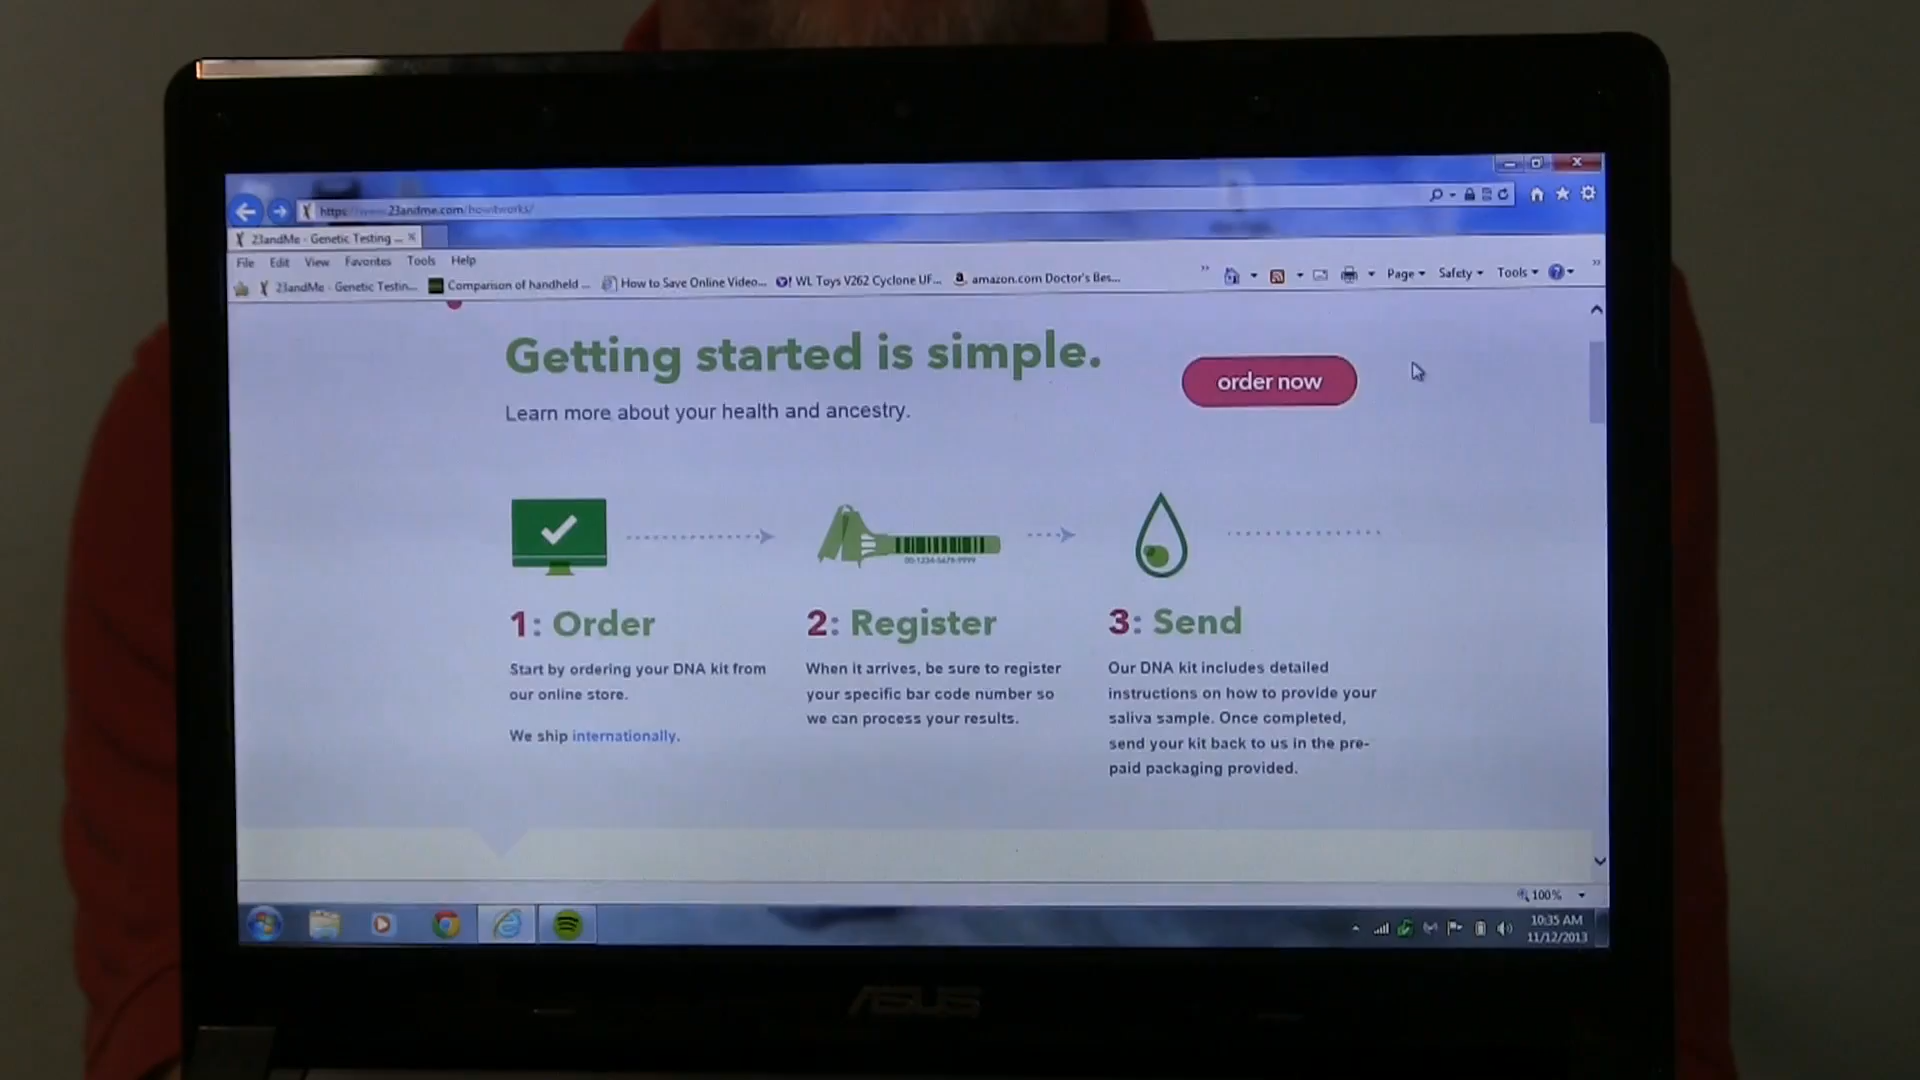 https://www.23andme.com/howitworks/
23andMe - Genetic Testing ...
File Edit View Favorites Tools Help
23andMe - Genetic Testin... Comparison of handheld ... How to Save Online Video... WL Toys V262 Cyclone UF... amazon.com Doctor's Bes... Page Safety Tools
Getting started is simple.
order now
Learn more about your health and ancestry.
1: Order
Start by ordering your DNA kit from
our online store.
We ship internationally.
2: Register
When it arrives, be sure to register
your specific bar code number so
we can process your results.
3: Send
Our DNA kit includes detailed
instructions on how to provide your
saliva sample. Once completed,
send your kit back to us in the pre-
paid packaging provided.
100%
10:35 AM
11/12/2013
ASUS